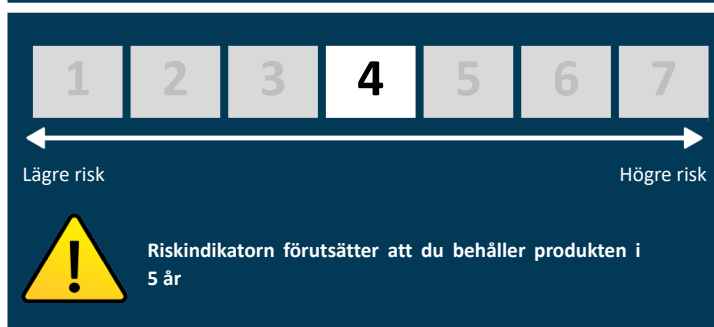 1 2 3 4 5 6 7
Lägre risk Högre risk
!
Riskindikatorn förutsätter att du behåller produkten i
5 år